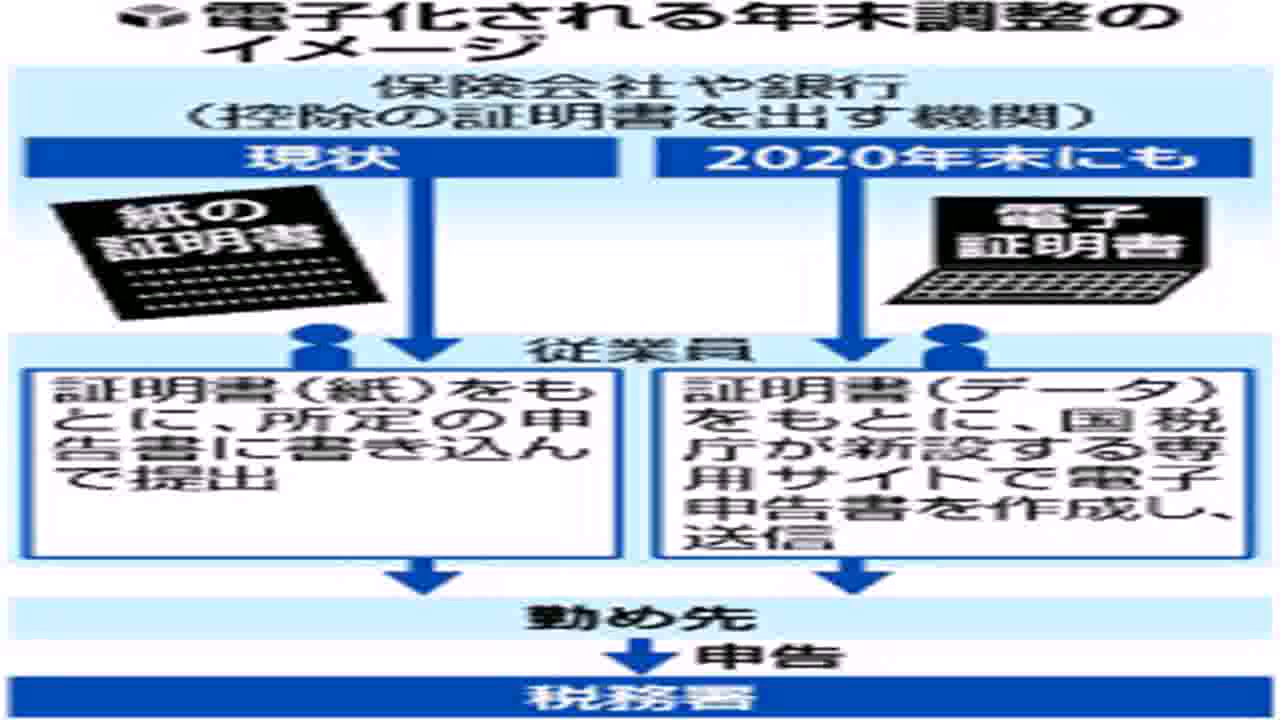 電子化される年末調整の
イメージ
保険会社や銀行
（控除の証明書を出す機関）
現状
2020年末にも
紙の
証明書
電子
証明書
従業員
証明書（紙）をも
とに、所定の申
告書に書き込ん
で提出
証明書（データ）
をもとに、国税
庁が新設する専
用サイトで電子
申告書を作成し、
送信
勤め先
申告
税務署